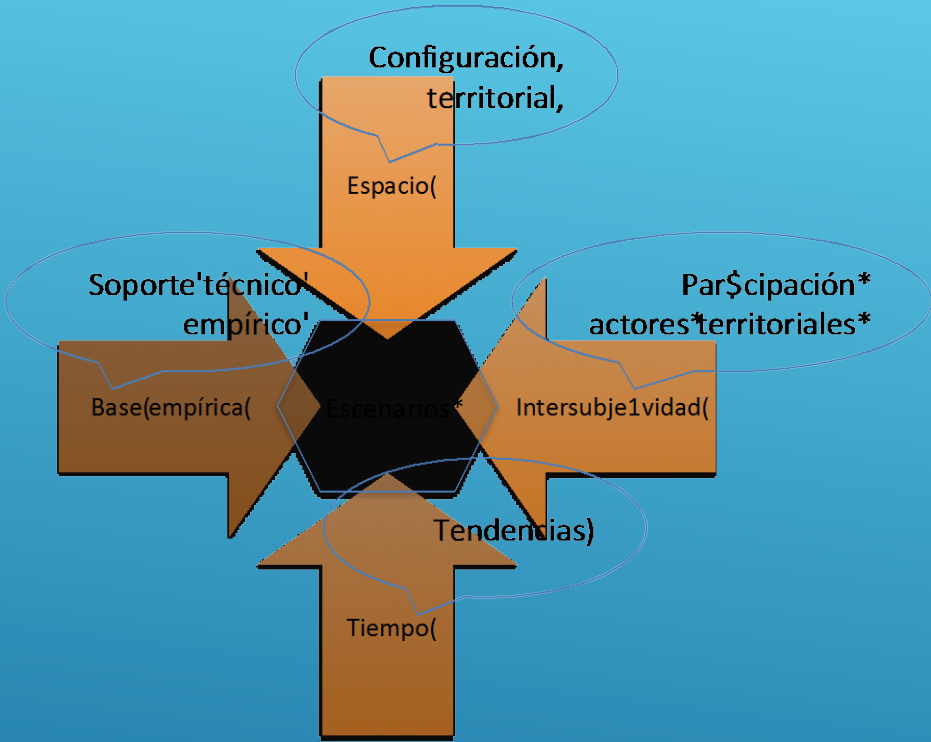 Configuración,
territorial,
Espacio(
Soporte'técnico'
empírico'
Par$cipación*
actores*territoriales*
Base(empírica(
Escenarios*
Intersubje1vidad(
Tendencias)
Tiempo(